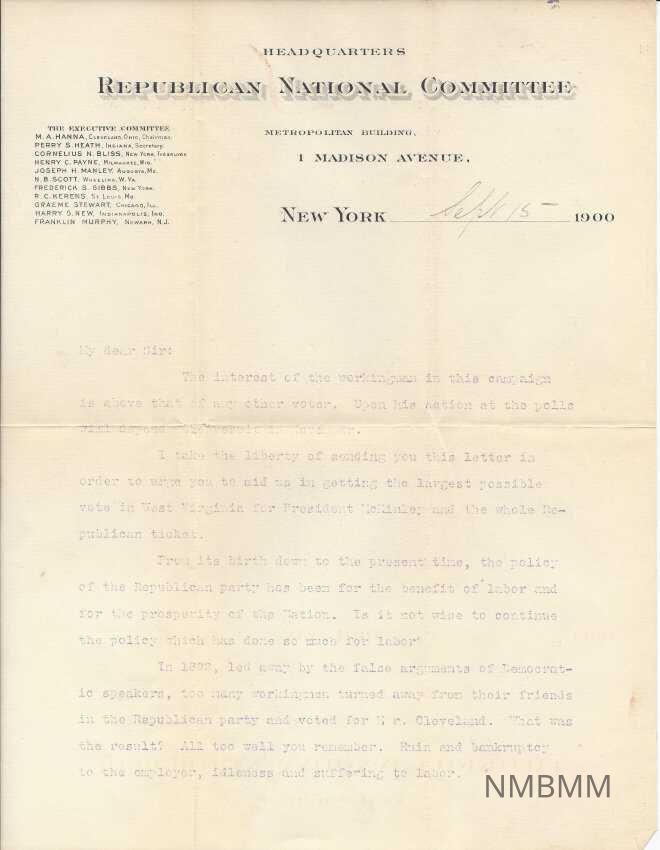 HEADQUARTERS
REPUBLICAN NATIONAL COMMITTEE
THE EXECUTIVE COMMITTEE
M. A. HANNA, CLEVELAND, OHIO, Chairman.
PERRY S. HEATH, INDIANA, Secretary.
CORNELIUS N. BLISS, NEW YORK, Treasurer
HENRY C. PAYNE, MILWAUKEE, WIS.
JOSEPH H. MANLEY, AUGUSTA, ME.
N. B. SCOTT, WHEELING, W. VA.
FREDERICK S. GIBBS, NEW YORK.
R. C. KERENS, ST. LOUIS, MO.
GRAEME STEWART, CHICAGO, ILL.
HARRY S. NEW, INDIANAPOLIS, IND.
FRANKLIN MURPHY, NEWARK, N.J.
METROPOLITAN BUILDING,
1 MADISON AVENUE,
NEW YORK Sept 15 1900
My dear Sir:
The interest of the workingman in this campaign
is above that of any other voter. Upon his action at the polls
will depend the result in November.
I take the liberty of sending you this letter in
order to urge you to aid us in getting the largest possible
vote in West Virginia for President McKinley and the whole Re-
publican ticket.
From its birth down to the present time, the policy
of the Republican party has been for the benefit of labor and
for the prosperity of the Nation. Is it not wise to continue
the policy which has done so much for labor?
In 1892, led away by the false arguments of Democrat-
ic speakers, too many workingmen turned away from their friends
in the Republican party and voted for M r. Cleveland. What was
the result? All too well you remember. Ruin and bankruptcy
to the employer, idleness and suffering to labor.
NMBMM